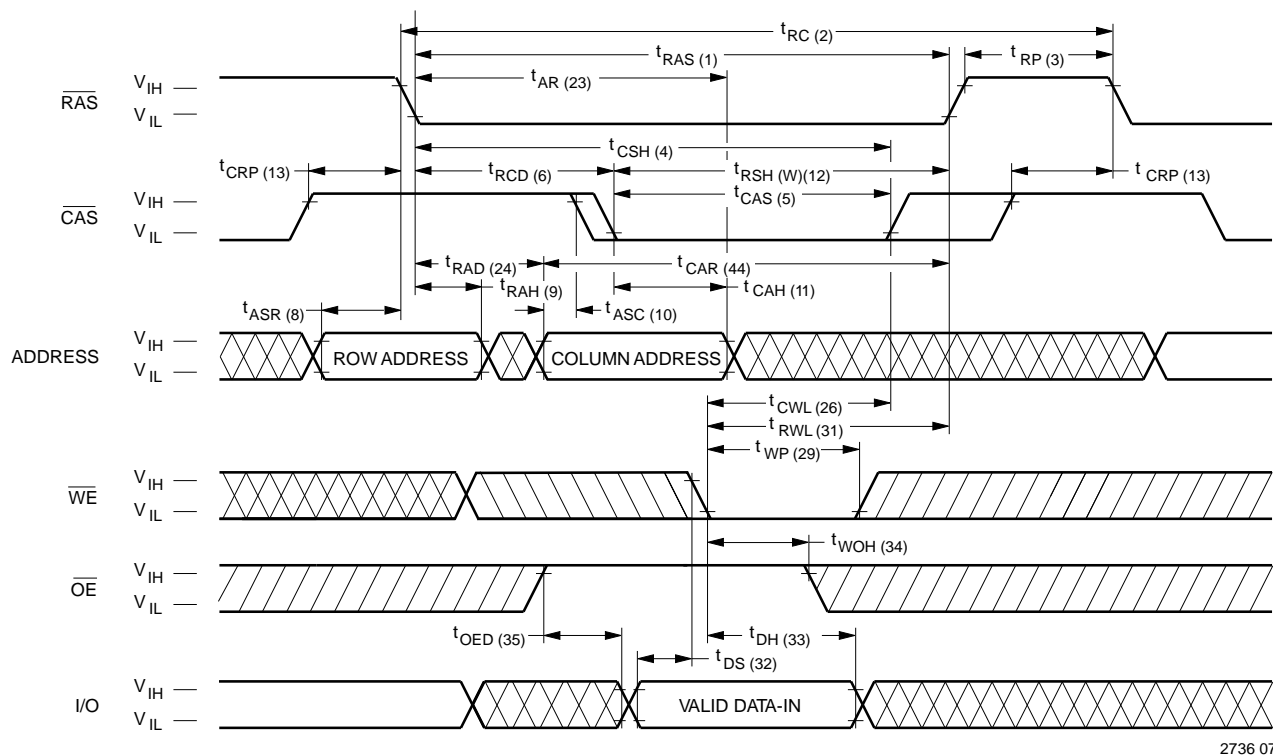 t RC (2)
t RAS (1)
t RP (3)
t AR (23)
RAS
V IH
V IL
t CSH (4)
t CRP (13)
t RCD (6)
t RSH (W)(12)
t CRP (13)
t CAS (5)
CAS
V IH
V IL
t RAD (24)
t CAR (44)
t RAH (9)
t CAH (11)
t ASR (8)
t ASC (10)
ADDRESS
V IH
V IL
ROW ADDRESS
COLUMN ADDRESS
t CWL (26)
t RWL (31)
t WP (29)
WE
V IH
V IL
t WOH (34)
OE
V IH
V IL
t OED (35)
t DH (33)
t DS (32)
I/O
V IH
V IL
VALID DATA-IN
2736 07